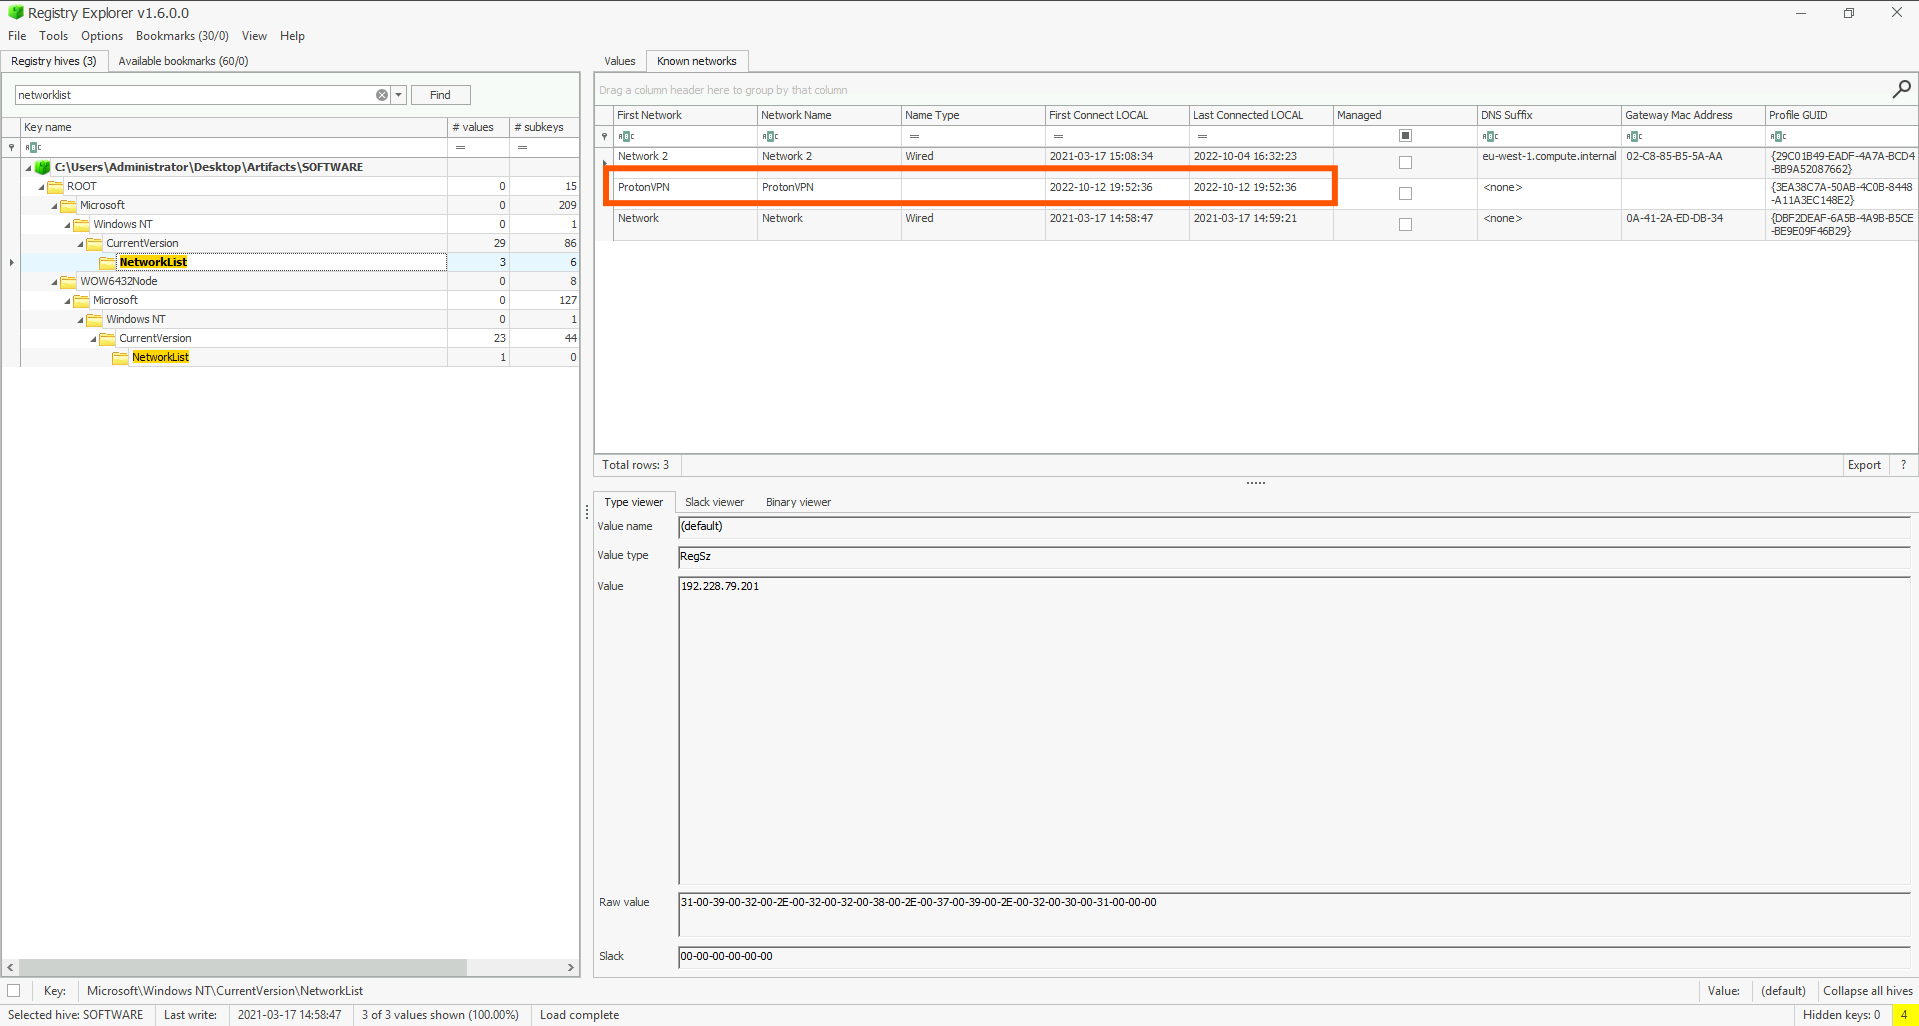 Registry Explorer v1.6.0.0
File Tools Options Bookmarks (30/0) View Help
Registry hives (3) Available bookmarks (60/0)
networklist Find
Key name # values # subkeys
C:\Users\Administrator\Desktop\Artifacts\SOFTWARE
ROOT 0 15
Microsoft 0 209
Windows NT 0 1
CurrentVersion 29 86
NetworkList 3 6
WOW6432Node 0 8
Microsoft 0 127
Windows NT 0 1
CurrentVersion 23 44
NetworkList 1 0
Values Known networks
Drag a column header here to group by that column
First Network Network Name Name Type First Connect LOCAL Last Connected LOCAL Managed DNS Suffix Gateway Mac Address Profile GUID
Network 2 Network 2 Wired 2021-03-17 15:08:34 2022-10-04 16:32:23 eu-west-1.compute.internal 02-C8-85-B5-5A-AA {29C01B49-EADF-4A7A-BCD4
-BB9A52087662}
ProtonVPN ProtonVPN 2022-10-12 19:52:36 2022-10-12 19:52:36 <none> {3EA38C7A-50AB-4C0B-8448
-A11A3EC148E2}
Network Network Wired 2021-03-17 14:58:47 2021-03-17 14:59:21 <none> 0A-41-2A-ED-DB-34 {DBF2DEAF-6A5B-4A9B-B5CE
-BE9E09F46B29}
Total rows: 3 Export ?
Type viewer Slack viewer Binary viewer
Value name (default)
Value type RegSz
Value 192.228.79.201
Raw value 31-00-39-00-32-00-2E-00-32-00-32-00-38-00-2E-00-37-00-39-00-2E-00-32-00-30-00-31-00-00-00
Slack 00-00-00-00-00-00
Key: Microsoft\Windows NT\CurrentVersion\NetworkList Value: (default) Collapse all hives
Selected hive: SOFTWARE Last write: 2021-03-17 14:58:47 3 of 3 values shown (100.00%) Load complete Hidden keys: 0 4